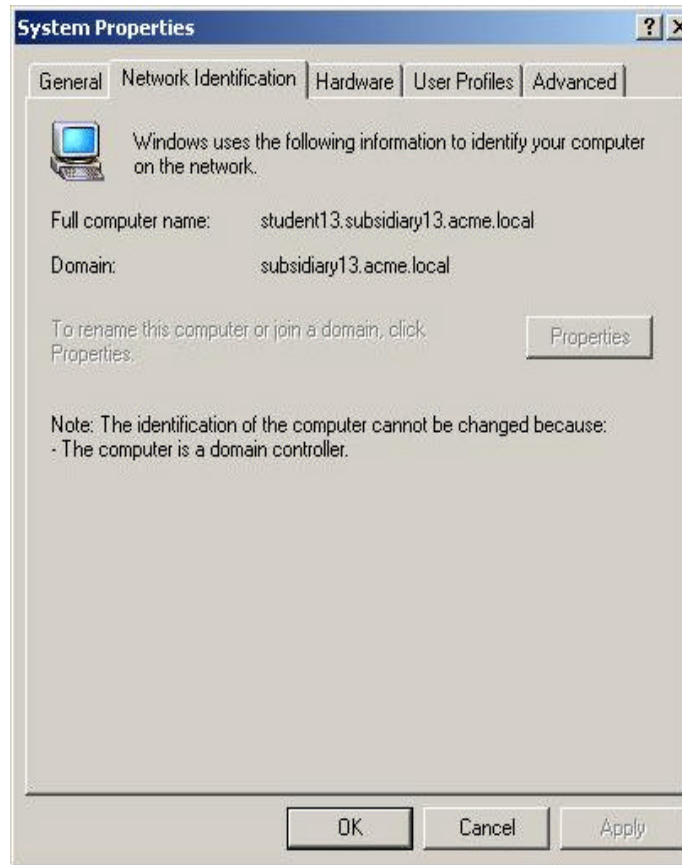 System Properties
? X
General Network Identification Hardware User Profiles Advanced
Windows uses the following information to identify your computer
on the network.
Full computer name: student13.subsidiary13.acme.local
Domain: subsidiary13.acme.local
To rename this computer or join a domain, click
Properties.
Properties
Note: The identification of the computer cannot be changed because:
- The computer is a domain controller.
OK Cancel Apply